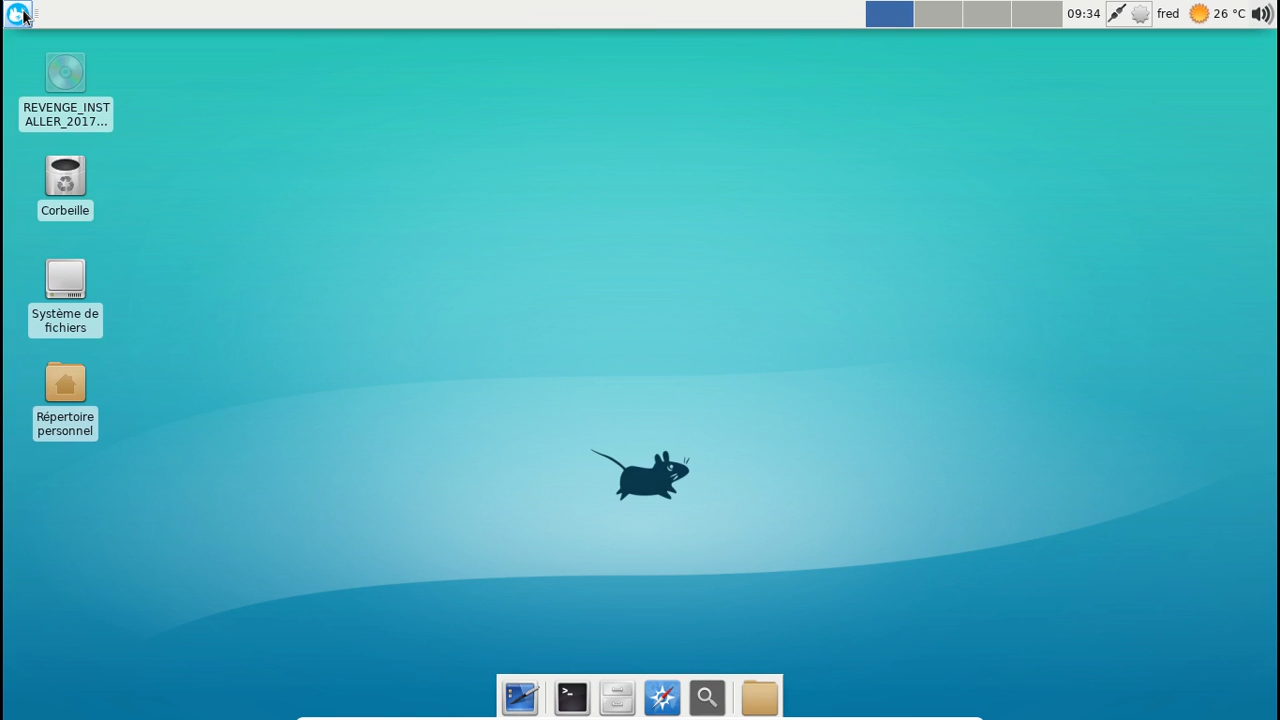 09:34
fred
26 °C
REVENGE_INST
ALLER_2017...
Corbeille
Système de
fichiers
Répertoire
personnel